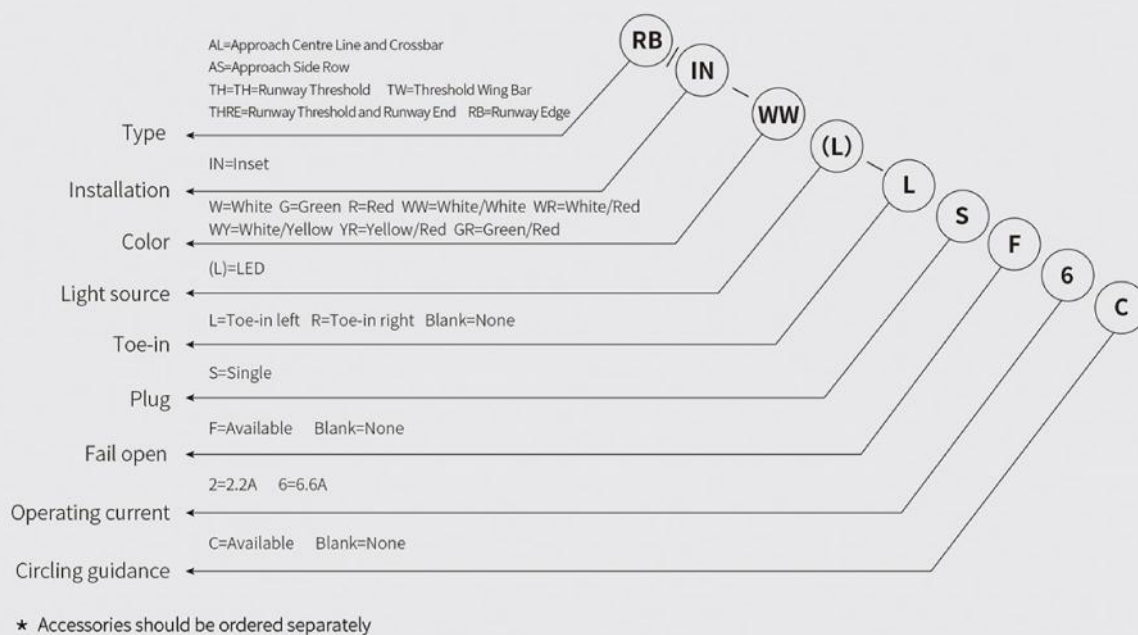 RB/
AL=Approach Centre Line and Crossbar
AS=Approach Side Row
IN-
TH=TH=Runway Threshold TW=Threshold Wing Bar
THRE=Runway Threshold and Runway End RB=Runway Edge
WW
Type
(L)-
IN=Inset
Installation
L
W=White G=Green R=Red WW=White/White WR=White/Red
S
WY=White/Yellow YR=Yellow/Red GR=Green/Red
Color
F
(L)=LED
6
Light source
C
L=Toe-in left R=Toe-in right Blank=None
Toe-in
S=Single
Plug
F=Available Blank=None
Fail open
2=2.2A 6=6.6A
Operating current
C=Available Blank=None
Circling guidance
★ Accessories should be ordered separately